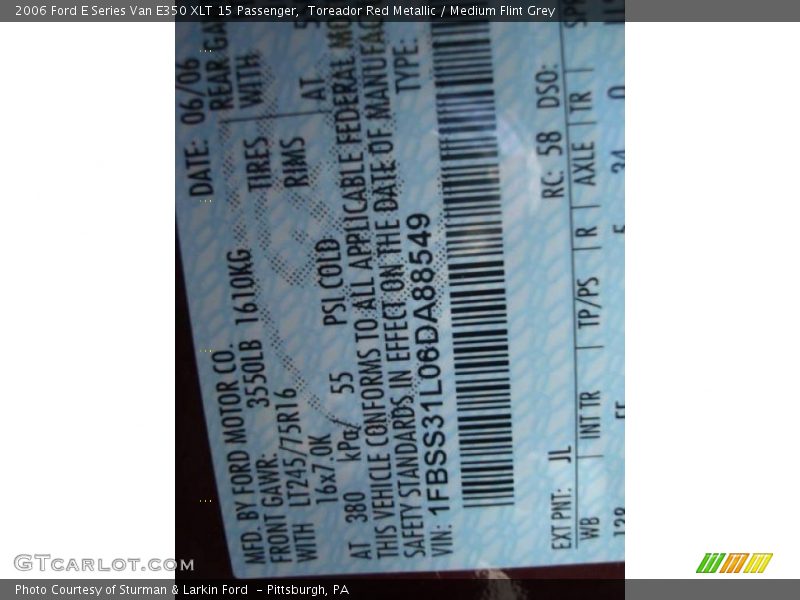 2006 Ford E Series Van E350 XLT 15 Passenger,  Toreador Red Metallic / Medium Flint Grey
MFD. BY FORD MOTOR CO. DATE: 06/06
FRONT GAWR: 3550LB 1610KG REAR
WITH LT245/75R16 TIRES WITH
16x7.0K RIMS
AT 380 kPa/ 55 PSI COLD AT
THIS VEHICLE CONFORMS TO ALL APPLICABLE FEDERAL
SAFETY STANDARDS IN EFFECT ON THE DATE OF
VIN: 1FBSS31L06DA88549 TYPE:
EXT PNT: JL RC: 58 DSO:
WB | INT TR | TP/PS | R | AXLE | TR |
GTCarLot.com
Photo Courtesy of Sturman & Larkin Ford  - Pittsburgh, PA